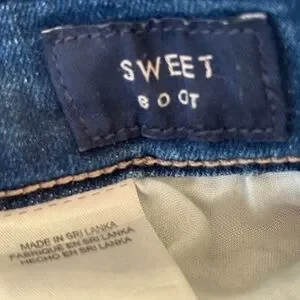 SWEET
BOOT
MADE IN SRI LANKA
FABRIQUÉ EN SRI LANKA
HECHO EN SRI LANKA